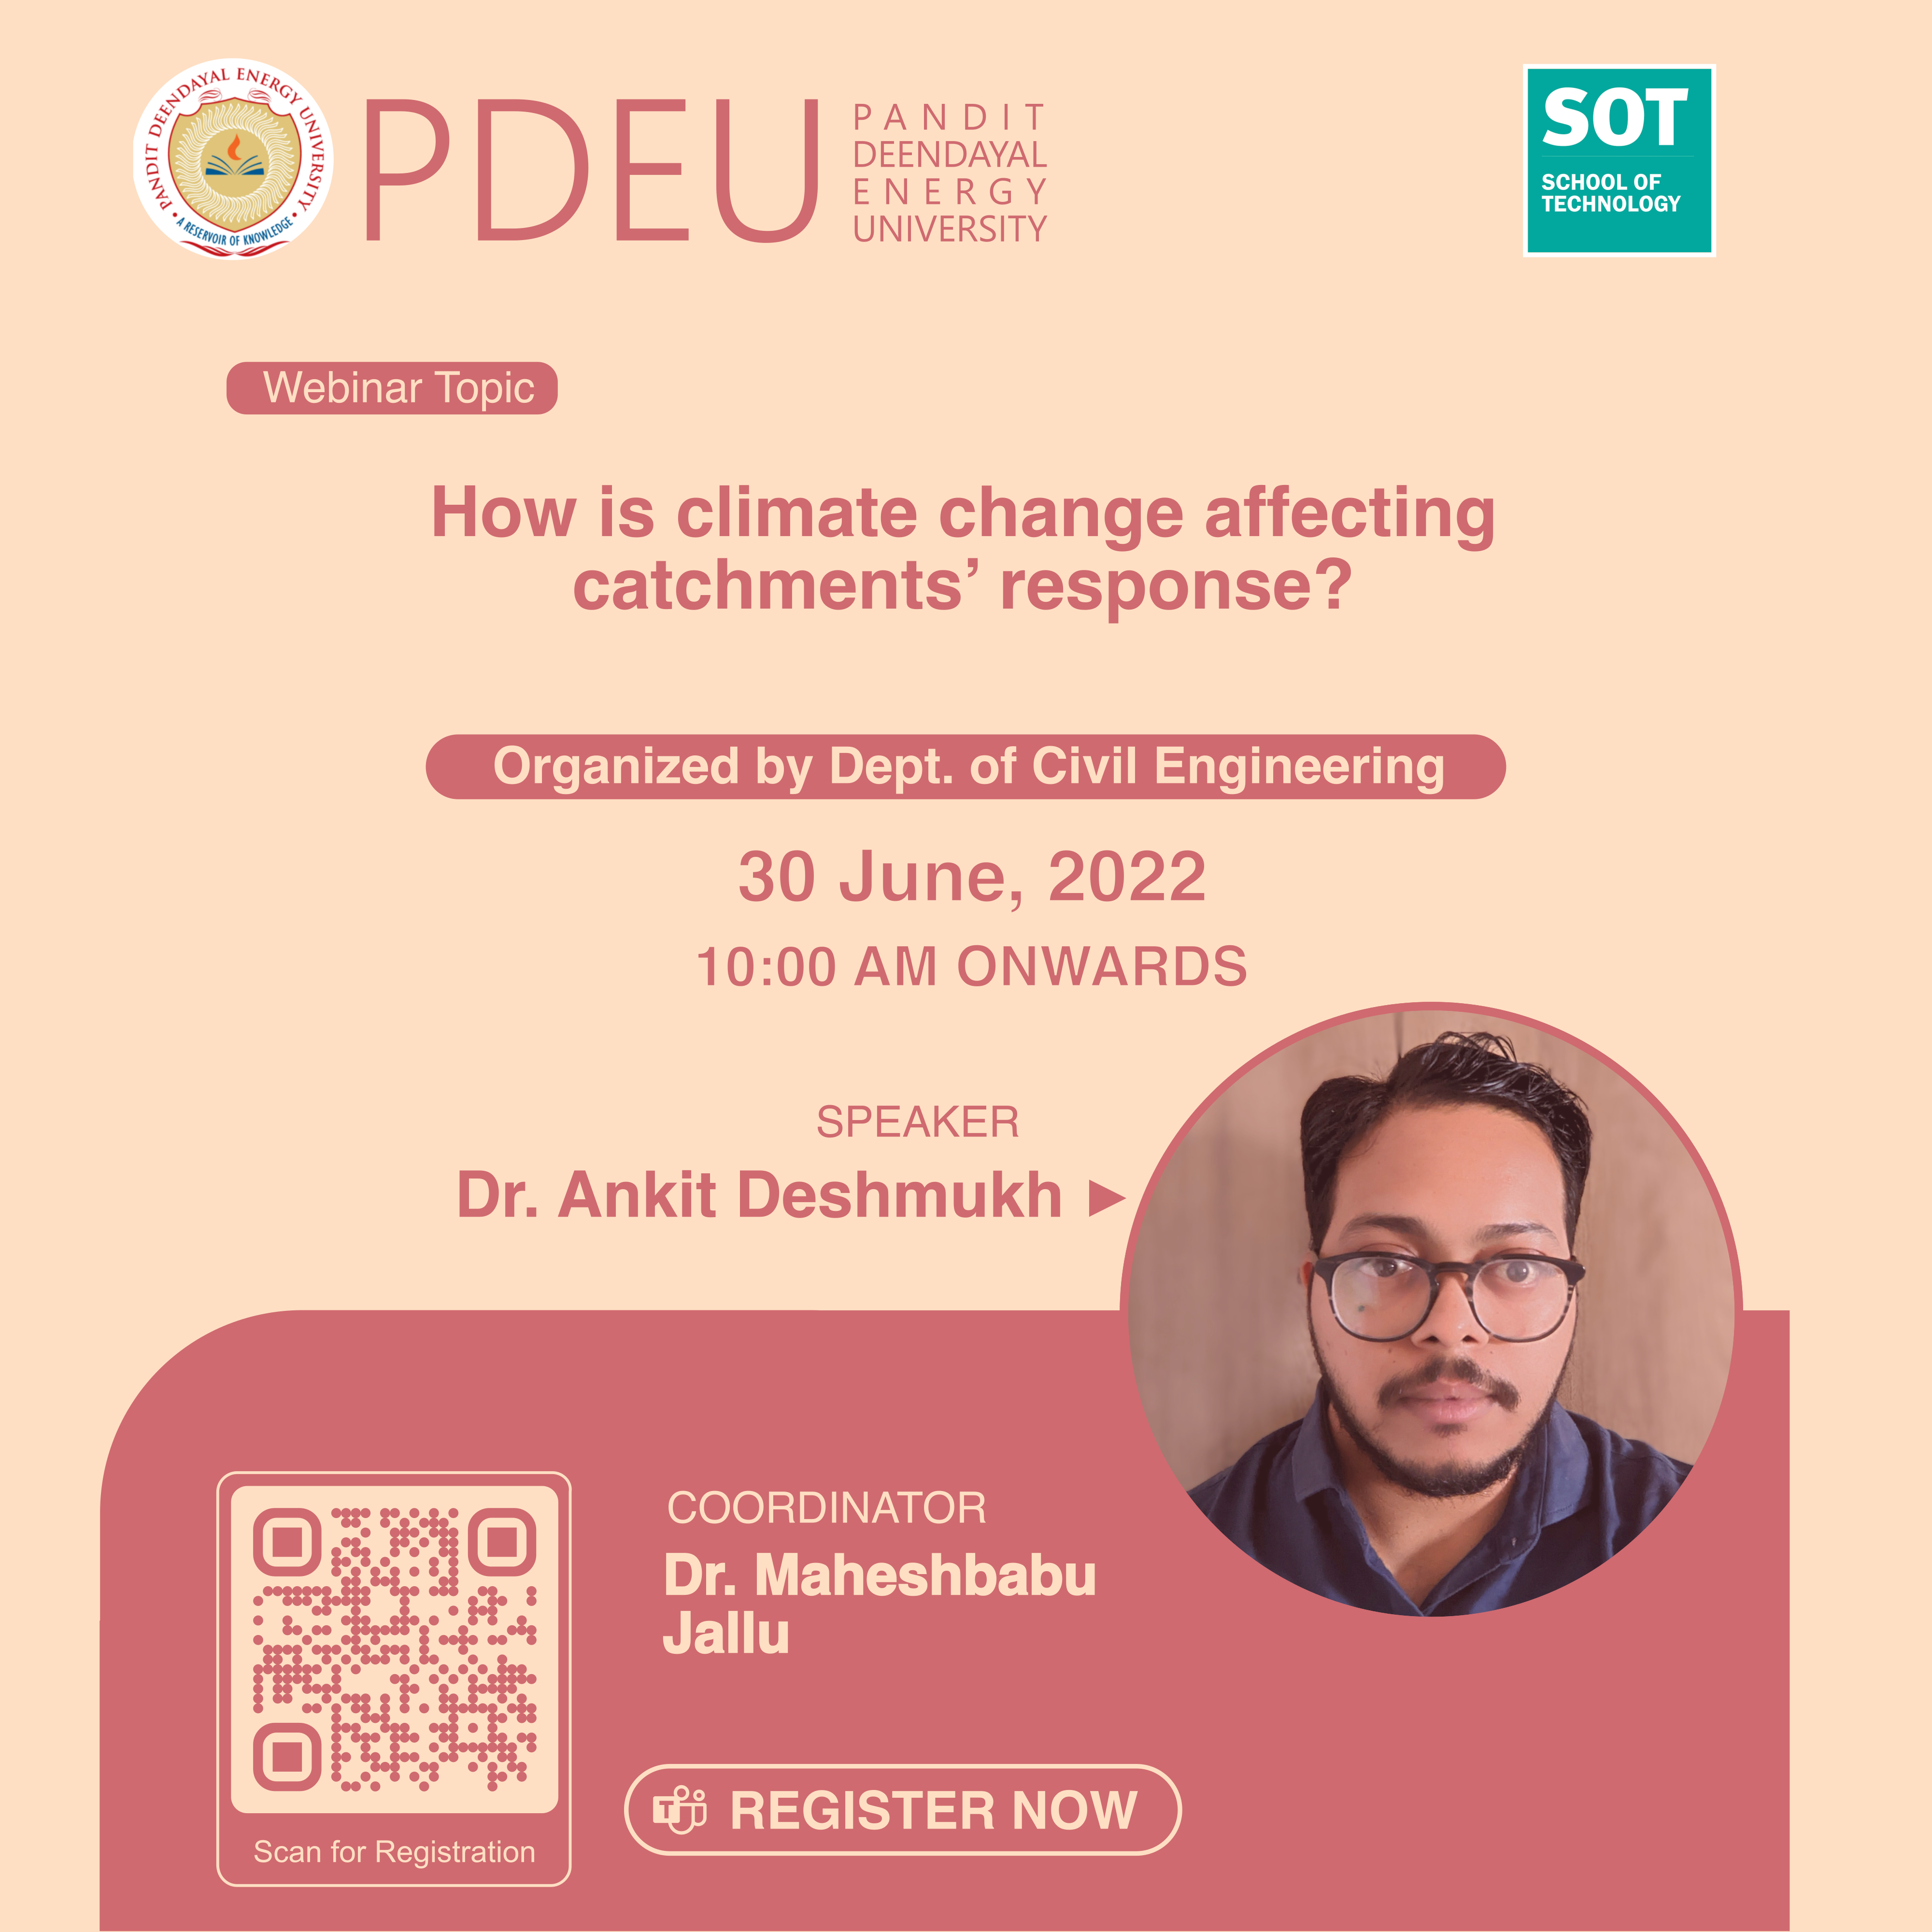 PANDIT DEENDAYAL ENERGY UNIVERSITY
A RESERVOIR OF KNOWLEDGE
PDEU
PANDIT
DEENDAYAL
ENERGY
UNIVERSITY
SOT
SCHOOL OF
TECHNOLOGY
Webinar Topic
How is climate change affecting
catchments’ response?
Organized by Dept. of Civil Engineering
30 June, 2022
10:00 AM ONWARDS
SPEAKER
Dr. Ankit Deshmukh
COORDINATOR
Dr. Maheshbabu
Jallu
T
REGISTER NOW
Scan for Registration